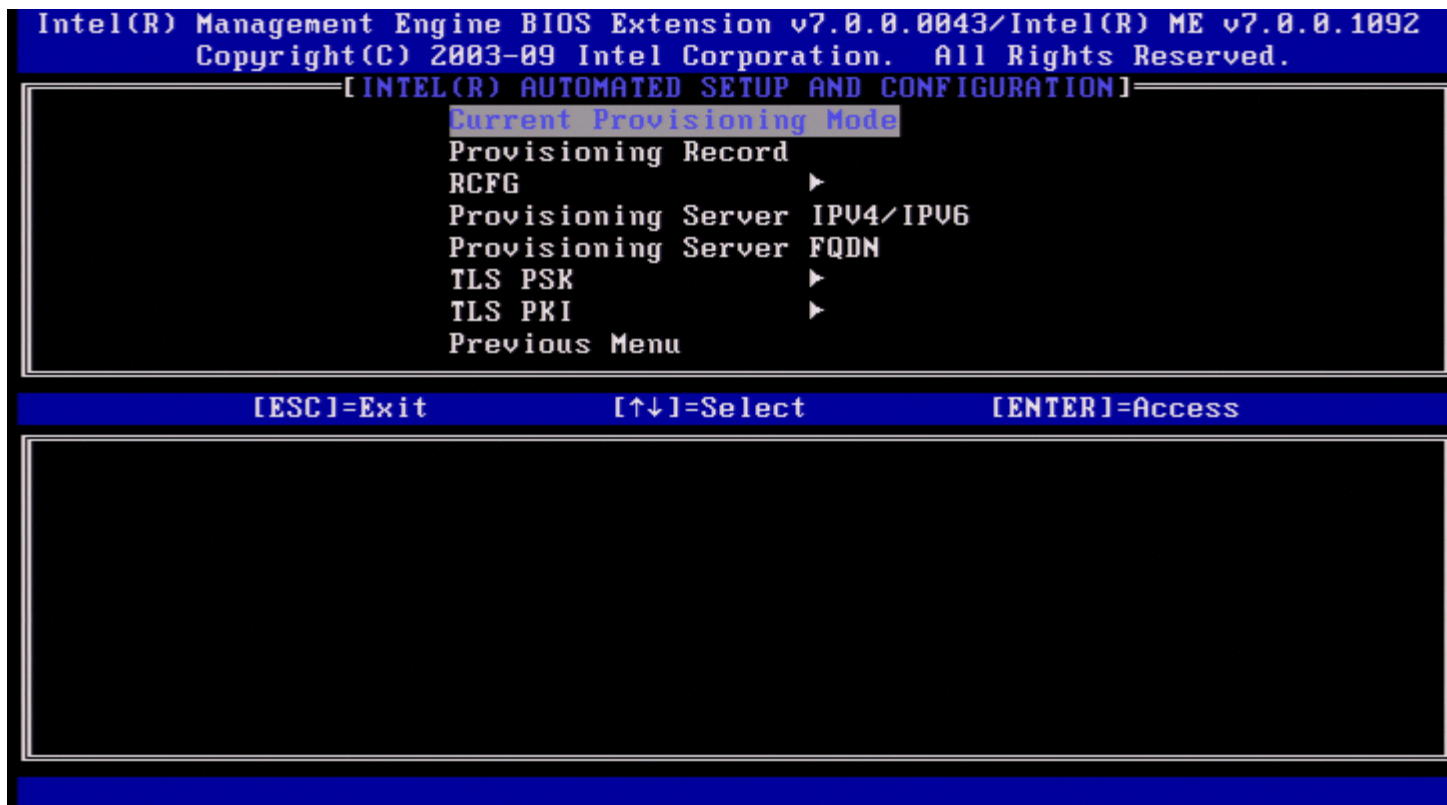 Intel(R) Management Engine BIOS Extension v7.0.0.0043/Intel(R) ME v7.0.0.1092
Copyright(C) 2003-09 Intel Corporation. All Rights Reserved.
[INTEL(R) AUTOMATED SETUP AND CONFIGURATION]
Current Provisioning Mode
Provisioning Record
RCFG ►
Provisioning Server IPV4/IPV6
Provisioning Server FQDN
TLS PSK ►
TLS PKI ►
Previous Menu
[ESC]=Exit [↑↓]=Select [ENTER]=Access